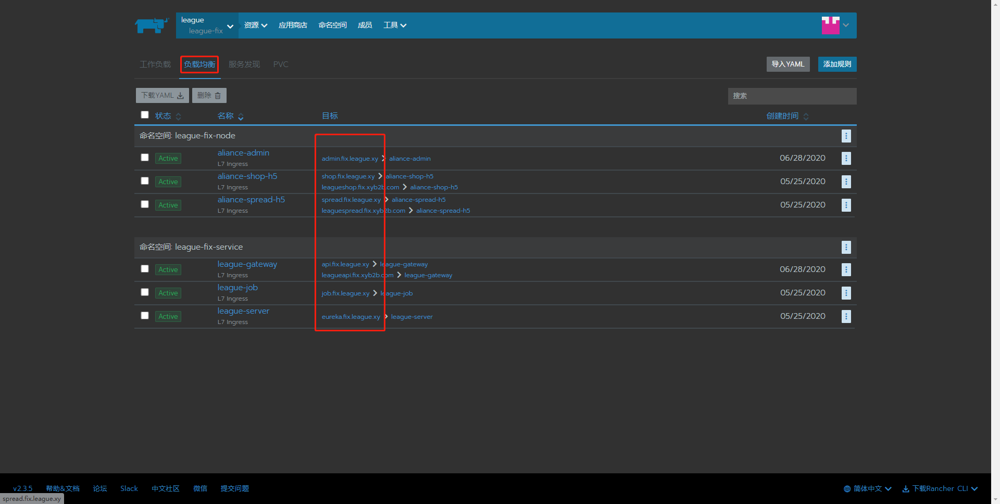 league
league-fix
资源
应用商店
命名空间
成员
工具
工作负载
负载均衡
服务发现
PVC
导入YAML
添加规则
下载YAML
删除
搜索
状态
名称
目标
创建时间
命名空间: league-fix-node
Active
aliance-admin
L7 Ingress
admin.fix.league.xy > aliance-admin
06/28/2020
Active
aliance-shop-h5
L7 Ingress
shop.fix.league.xy > aliance-shop-h5
leagueshop.fix.xyb2b.com > aliance-shop-h5
05/25/2020
Active
aliance-spread-h5
L7 Ingress
spread.fix.league.xy > aliance-spread-h5
leaguespread.fix.xyb2b.com > aliance-spread-h5
05/25/2020
命名空间: league-fix-service
Active
league-gateway
L7 Ingress
api.fix.league.xy > league-gateway
leagueapi.fix.xyb2b.com > league-gateway
06/28/2020
Active
league-job
L7 Ingress
job.fix.league.xy > league-job
05/25/2020
Active
league-server
L7 Ingress
eureka.fix.league.xy > league-server
05/25/2020
v2.3.5
帮助&文档
论坛
Slack
中文社区
微信
提交问题
简体中文
下载Rancher CLI
spread.fix.league.xy